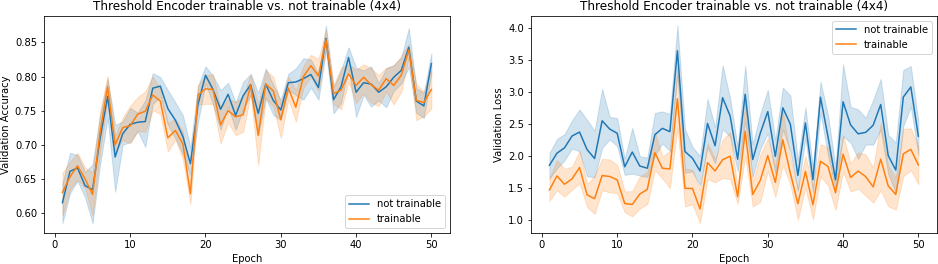 Threshold Encoder trainable vs. not trainable (4x4)
Validation Accuracy
0.85
0.80
0.75
0.70
0.65
0.60
0
10
20
30
40
50
Epoch
not trainable
trainable
Threshold Encoder trainable vs. not trainable (4x4)
Validation Loss
4.0
3.5
3.0
2.5
2.0
1.5
1.0
0
10
20
30
40
50
Epoch
not trainable
trainable